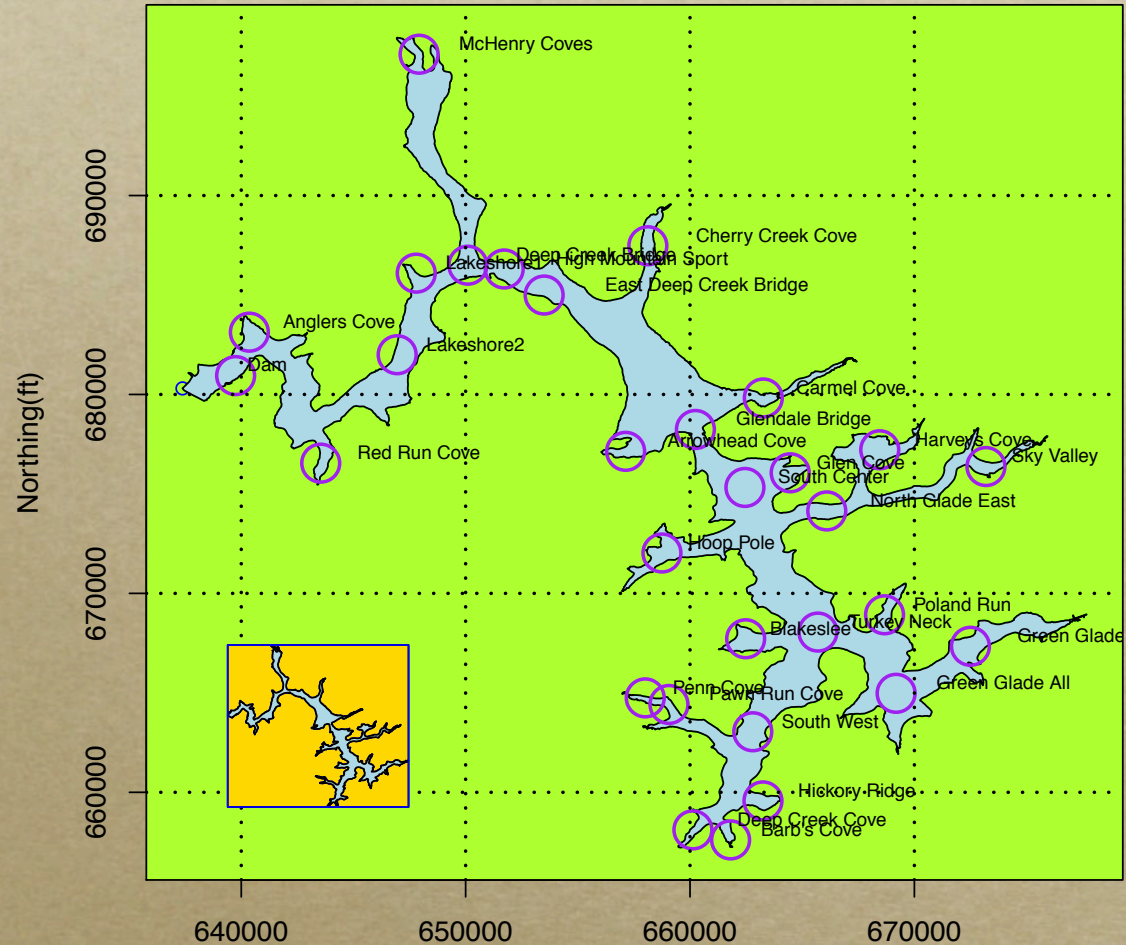 McHenry Coves
690000
Cherry Creek Cove
Deep Creek Bridge
Lakeshore1
High Mountain Sport
East Deep Creek Bridge
Anglers Cove
Lakeshore2
Dam
680000
Carmel Cove
Glendale Bridge
Arrowhead Cove
Harveys Cove
Red Run Cove
Sky Valley
Glen Cove
South Center
North Glade East
Northing(ft)
Hoop Pole
670000
Poland Run
Turkey Neck
Blakeslee
Green Glade
Green Glade All
Penn Cove
Pawn Run Cove
South West
660000
Hickory Ridge
Deep Creek Cove
Barb's Cove
640000 650000 660000 670000